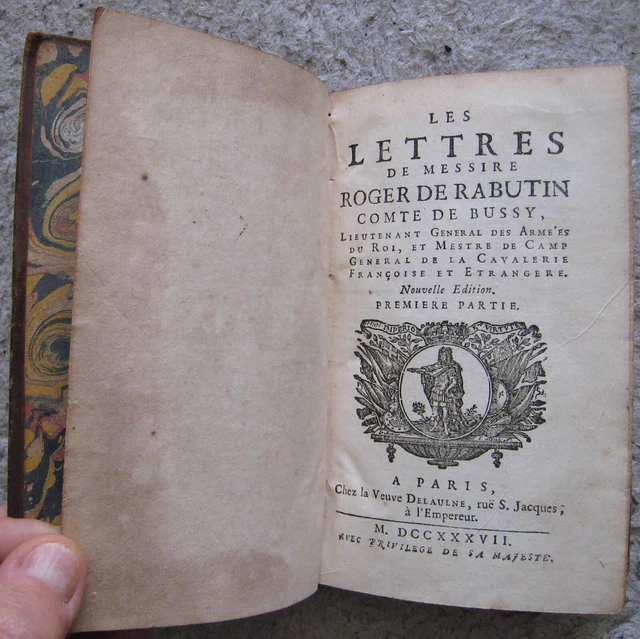 LES
LETTRES
DE MESSIRE
ROGER DE RABUTIN
COMTE DE BUSSY,
LIEUTENANT GENERAL DES ARME'ES
DU ROI, ET MESTRE DE CAMP
GENERAL DE LA CAVALERIE
FRANÇOISE ET ETRANGERE.
Nouvelle Edition.
PREMIERE PARTIE.
VIRTUTE
A PARIS,
Chez la Veuve DELAULNE, ruë S. Jacques,
à l'Empereur.
M. DCCXXXVII.
AVEC PRIVILEGE DE SA MAJESTE.